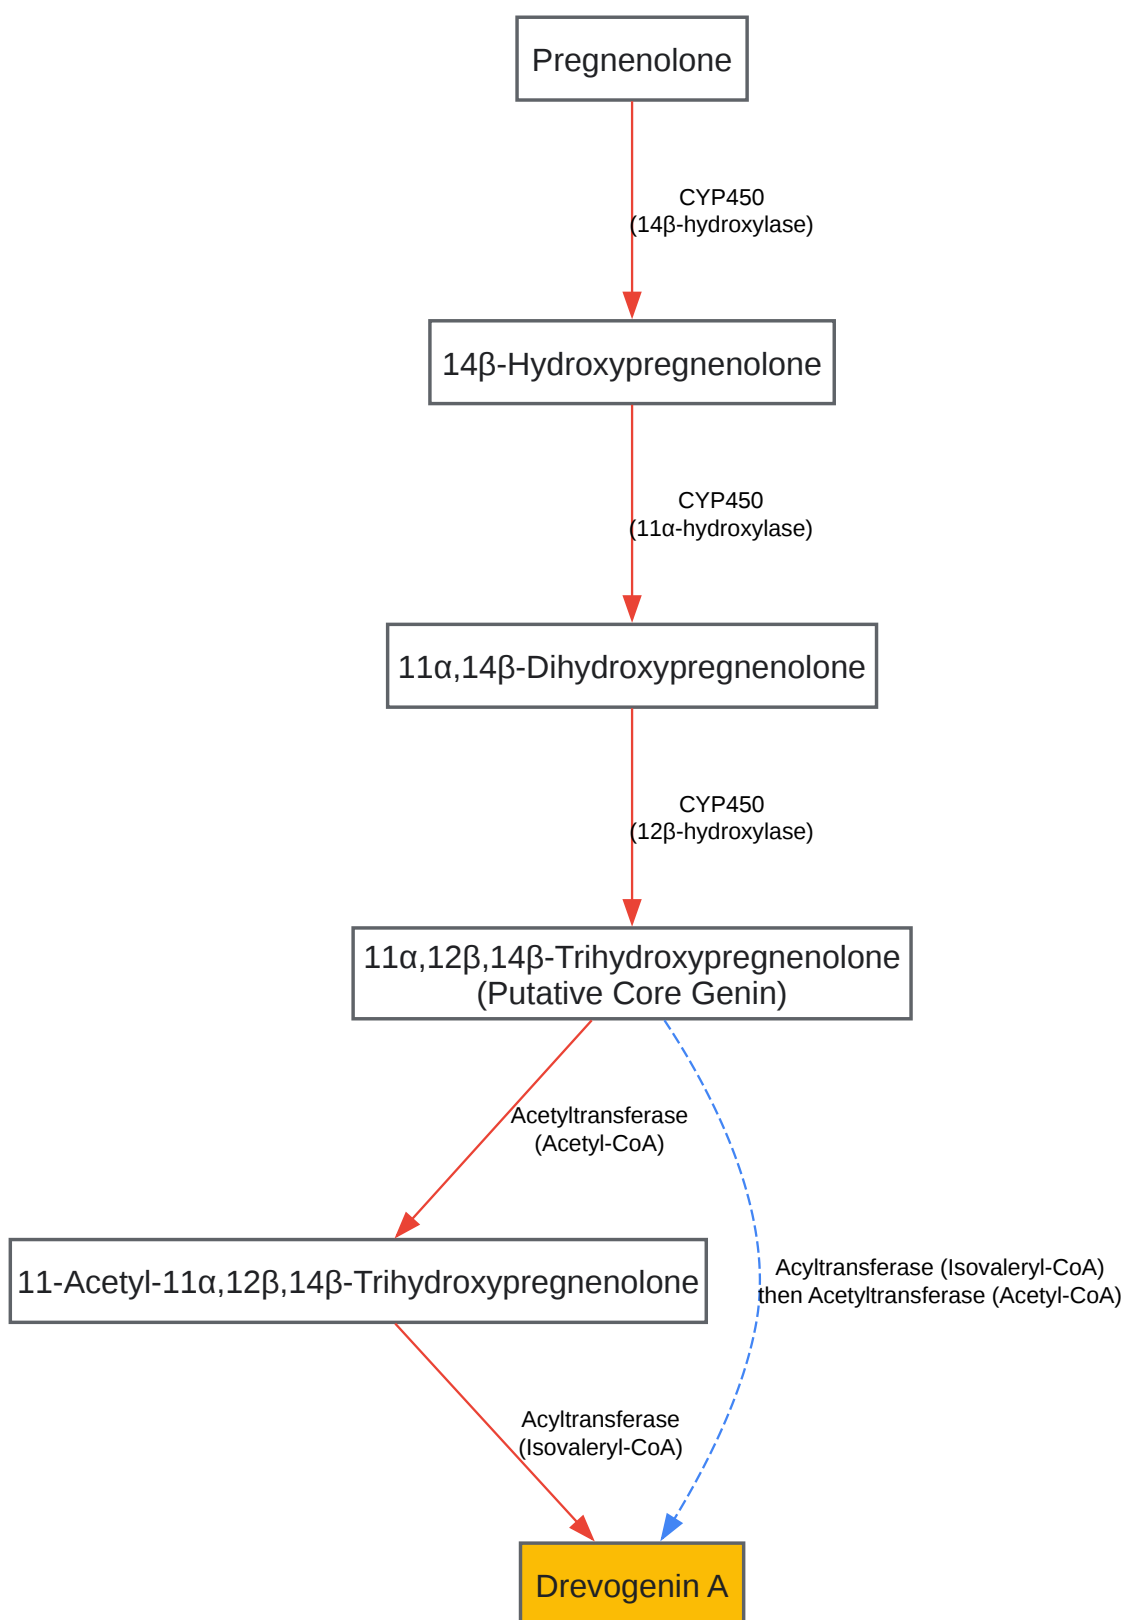 Pregnenolone
CYP450
(14β-hydroxylase)
14β-Hydroxypregnenolone
CYP450
(11α-hydroxylase)
11α,14β-Dihydroxypregnenolone
CYP450
(12β-hydroxylase)
11α,12β,14β-Trihydroxypregnenolone
(Putative Core Genin)
Acetyltransferase
(Acetyl-CoA)
11-Acetyl-11α,12β,14β-Trihydroxypregnenolone
Acyltransferase (Isovaleryl-CoA)
then Acetyltransferase (Acetyl-CoA)
Acyltransferase
(Isovaleryl-CoA)
Drevogenin A